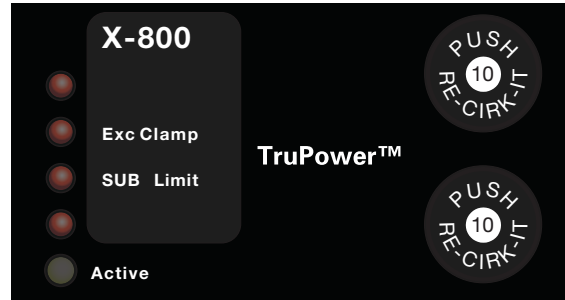 X-800
Exc Clamp
SUB Limit
TruPower™
Active
PUSH
10
RE-CIRK-IT
PUSH
10
RE-CIRK-IT